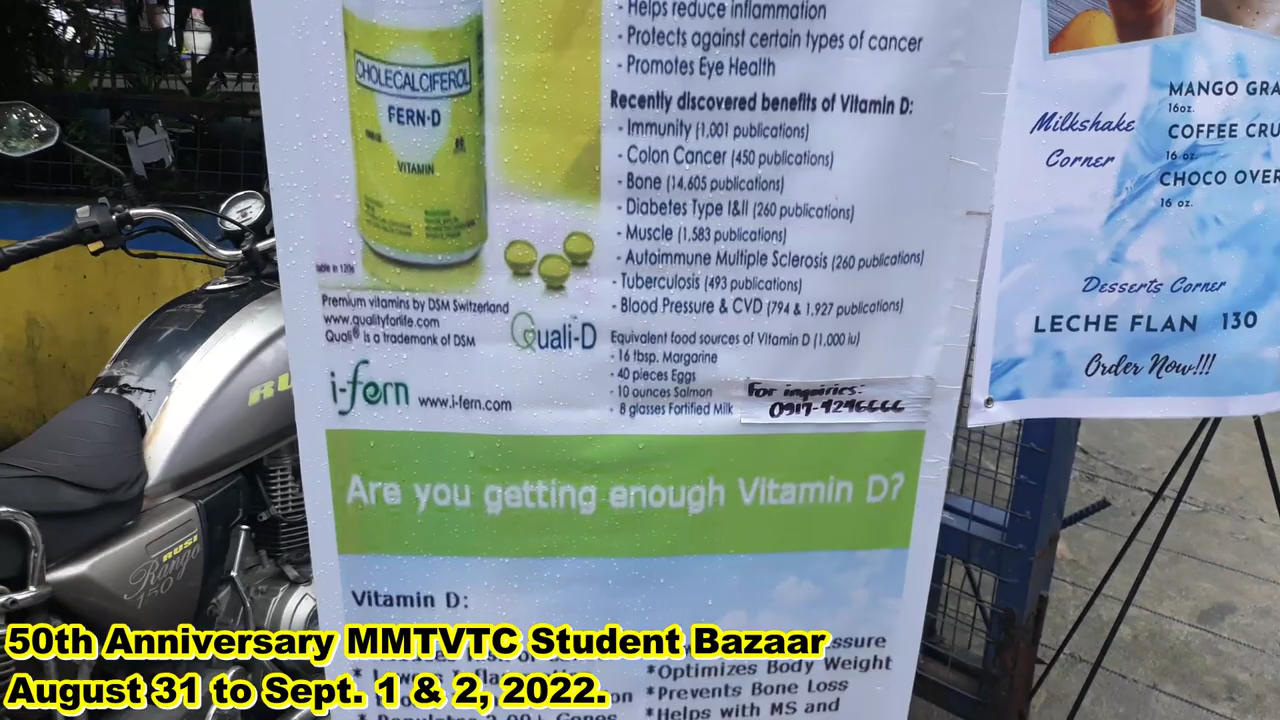 - Helps reduce inflammation
- Protects against certain types of cancer
- Promotes Eye Health
Recently discovered benefits of Vitamin D:
- Immunity (1,001 publications)
- Colon Cancer (450 publications)
- Bone (14,605 publications)
- Diabetes Type I&II (260 publications)
- Muscle (1,583 publications)
- Autoimmune Multiple Sclerosis (260 publications)
- Tuberculosis (493 publications)
- Blood Pressure & CVD (794 & 1,927 publications)
Equivalent food sources of Vitamin D (1,000 iu)
- 16 tbsp. Margarine
- 40 pieces Eggs
- 10 ounces Salmon
- 8 glasses Fortified Milk
For inquiries:
0917-4246666
CHOLECALCIFEROL
FERN-D
VITAMIN
in 120s
Premium vitamins by DSM Switzerland
www.qualityforlife.com
Quali® is a trademark of DSM
Quali-D
i-fern www.i-fern.com
Are you getting enough Vitamin D?
Vitamin D:
*Optimizes Body Weight
*Prevents Bone Loss
*Helps with MS and
MANGO GRA
16oz.
Milkshake
Corner
COFFEE CRU
16 oz.
CHOCO OVER
16 oz.
Desserts Corner
LECHE FLAN 130
Order Now!!!
RUSI
Rango
150
50th Anniversary MMTVTC Student Bazaar
August 31 to Sept. 1 & 2, 2022.